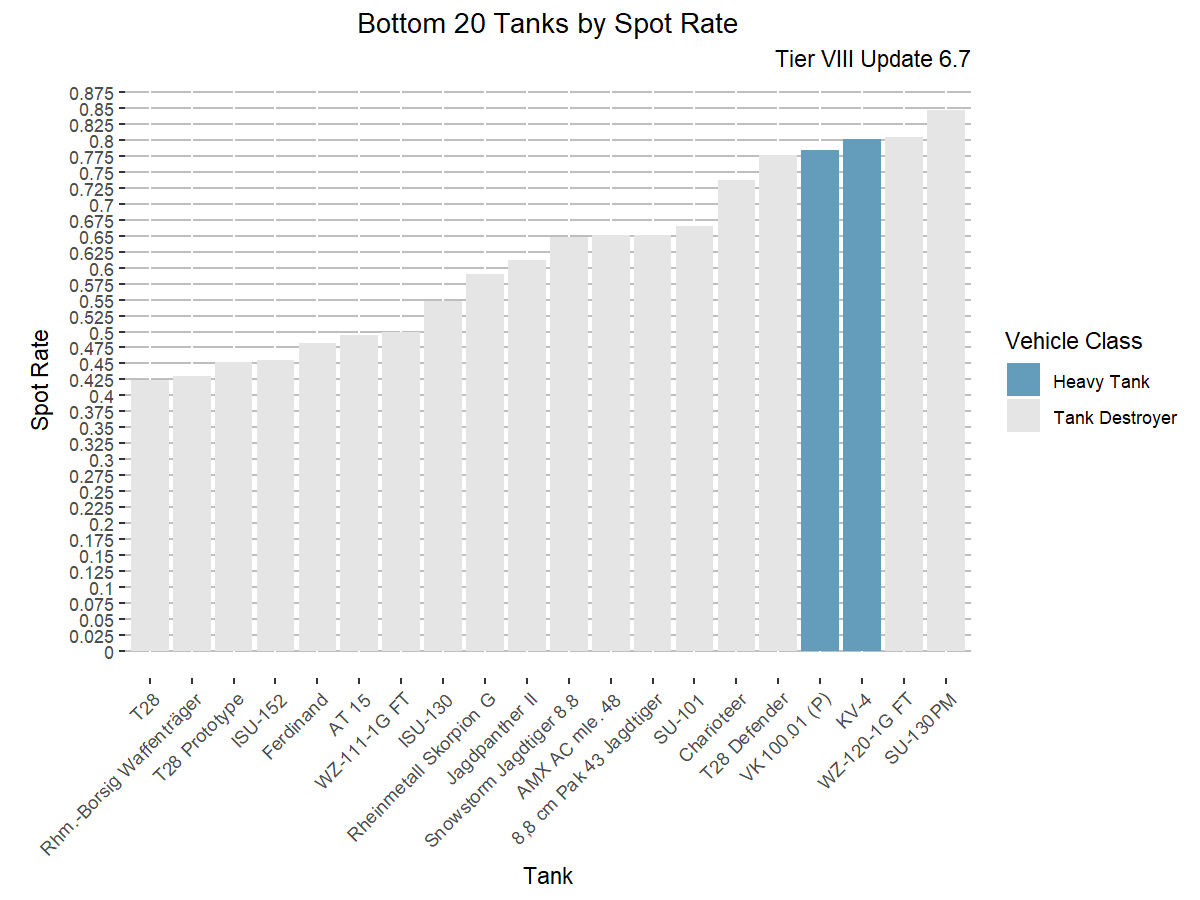 Bottom 20 Tanks by Spot Rate
Tier VIII Update 6.7
0.875
0.85
0.825
0.8
0.775
0.75
0.725
0.7
0.675
0.65
0.625
0.6
0.575
0.55
0.525
0.5
0.475
0.45
0.425
0.4
0.375
0.35
0.325
0.3
0.275
0.25
0.225
0.2
0.175
0.15
0.125
0.1
0.075
0.05
0.025
0
Spot Rate
T28
Rhm.-Borsig Waffenträger
T28 Prototype
ISU-152
Ferdinand
AT 15
WZ-111-1G FT
ISU-130
Rheinmetall Skorpion G
Jagdpanther II
Snowstorm Jagdtiger 8.8
AMX AC mle. 48
8,8 cm Pak 43 Jagdtiger
SU-101
Charioteer
T28 Defender
VK 100.01 (P)
KV-4
WZ-120-1G FT
SU-130PM
Tank
Vehicle Class
Heavy Tank
Tank Destroyer